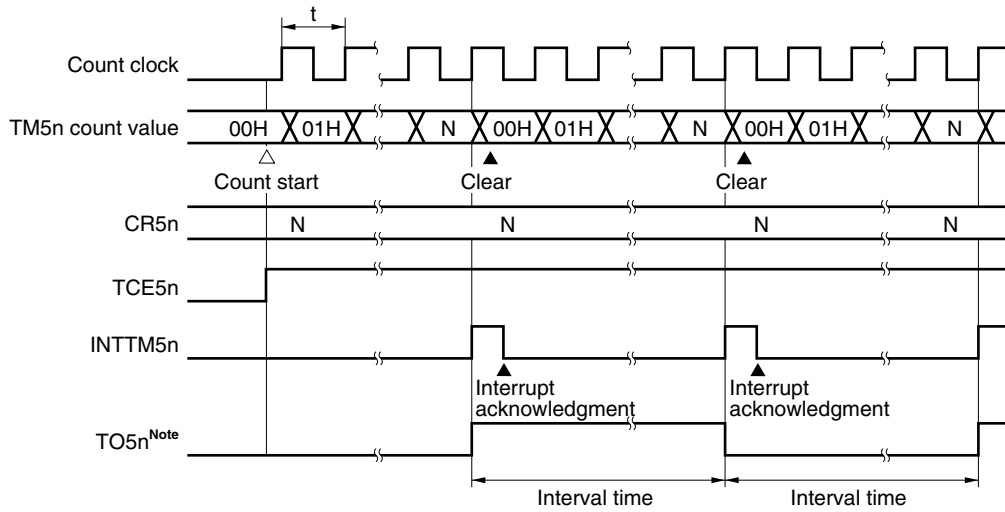 t
Count clock
TM5n count value 00H 01H N 00H 01H N 00H 01H N
Count start Clear Clear
CR5n N N N N
TCE5n
INTTM5n
Interrupt acknowledgment Interrupt acknowledgment
TO5nNote
Interval time Interval time